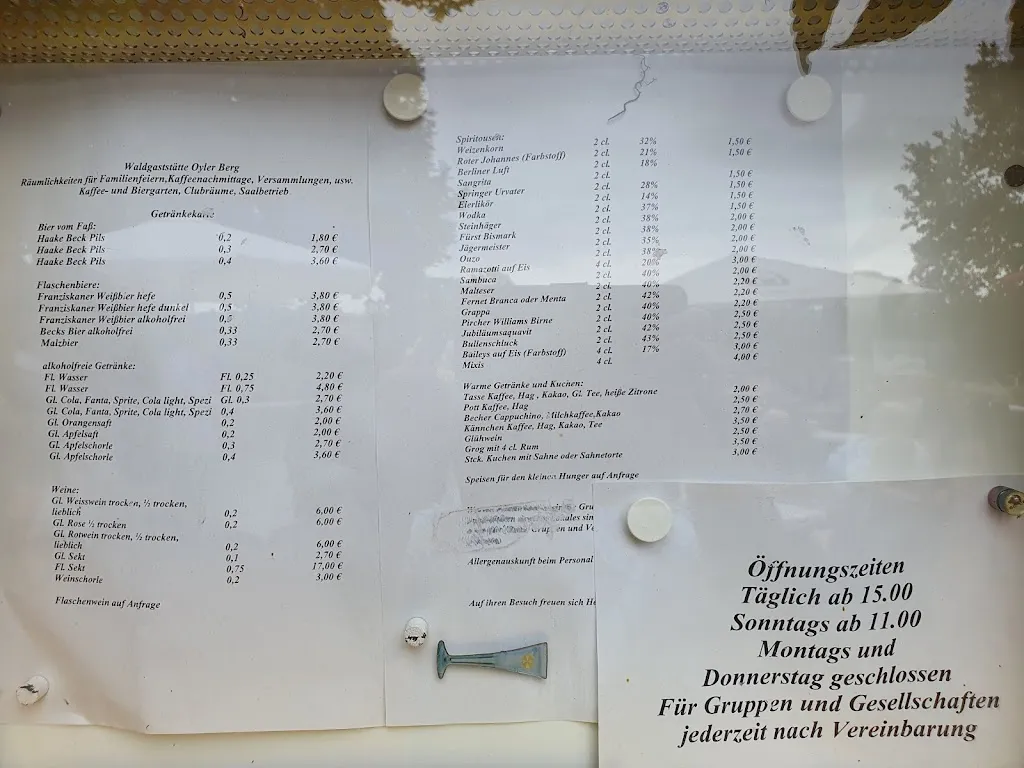 Waldgaststätte Oyler Berg
Räumlichkeiten für Familienfeiern,Kaffeenachmittage, Versammlungen, usw.
Kaffee- und Biergarten, Clubräume, Saalbetrieb
Getränkekarte
Bier vom Faß:
Haake Beck Pils 0,2 1,80 €
Haake Beck Pils 0,3 2,70 €
Haake Beck Pils 0,4 3,60 €
Flaschenbiere:
Franziskaner Weißbier hefe 0,5 3,80 €
Franziskaner Weißbier hefe dunkel 0,5 3,80 €
Franziskaner Weißbier alkoholfrei 0,5 3,80 €
Becks Bier alkoholfrei 0,33 2,70 €
Malzbier 0,33 2,70 €
alkoholfreie Getränke:
Fl. Wasser Fl. 0,25 2,20 €
Fl. Wasser Fl. 0,75 4,80 €
Gl. Cola, Fanta, Sprite, Cola light, Spezi Gl. 0,3 2,70 €
Gl. Cola, Fanta, Sprite, Cola light, Spezi 0,4 3,60 €
Gl. Orangensaft 0,2 2,00 €
Gl. Apfelsaft 0,2 2,00 €
Gl. Apfelschorle 0,3 2,70 €
Gl. Apfelschorle 0,4 3,60 €
Weine:
Gl. Weisswein trocken, ½ trocken,
lieblich 0,2 6,00 €
Gl. Rose ½ trocken 0,2 6,00 €
Gl. Rotwein trocken, ½ trocken,
lieblich 0,2 6,00 €
Gl. Sekt 0,1 2,70 €
Fl. Sekt 0,75 17,00 €
Weinschorle 0,2 3,00 €
Flaschenwein auf Anfrage
Spiritousen:
Weizenkorn 2 cl. 32% 1,50 €
Roter Johannes (Farbstoff) 2 cl. 21% 1,50 €
Berliner Luft 2 cl. 18%
Sangrita 2 cl. 1,50 €
Springer Urvater 2 cl. 28% 1,50 €
Eierlikör 2 cl. 14% 1,50 €
Wodka 2 cl. 37% 1,50 €
Steinhäger 2 cl. 38% 2,00 €
Fürst Bismark 2 cl. 38% 2,00 €
Jägermeister 2 cl. 35% 2,00 €
Ouzo 2 cl. 38% 2,00 €
Ramazotti auf Eis 4 cl. 20% 3,00 €
Sambuca 2 cl. 40% 2,00 €
Malteser 2 cl. 40% 2,20 €
Fernet Branca oder Menta 2 cl. 42% 2,20 €
Grappa 2 cl. 40% 2,20 €
Pircher Williams Birne 2 cl. 40% 2,50 €
Jubiläumsaquavit 2 cl. 42% 2,50 €
Bullenschluck 2 cl. 43% 2,50 €
Baileys auf Eis (Farbstoff) 4 cl. 17% 3,00 €
Mixis 4 cl. 4,00 €
Warme Getränke und Kuchen:
Tasse Kaffee, Hag , Kakao, Gl. Tee, heiße Zitrone 2,00 €
Pott Kaffee, Hag 2,50 €
Becher Cappuchino, Milchkaffee,Kakao 2,70 €
Kännchen Kaffee, Hag, Kakao, Tee 3,50 €
Glühwein 2,50 €
Grog mit 4 cl. Rum 3,50 €
Stck. Kuchen mit Sahne oder Sahnetorte 3,00 €
Speisen für den kleinen Hunger auf Anfrage
Gru
sin
und Ve
Allergenauskunft beim Personal
Auf ihren Besuch freuen sich He
Öffnungszeiten
Täglich ab 15.00
Sonntags ab 11.00
Montags und
Donnerstag geschlossen
Für Gruppen und Gesellschaften
jederzeit nach Vereinbarung